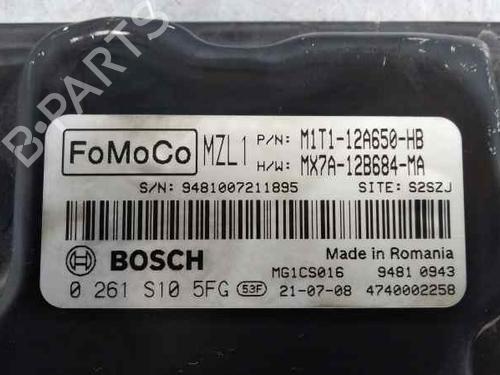 B-PARTS
FoMoCo MZL1 P/N: M1T1-12A650-HB
H/W: MX7A-12B684-MA
S/N: 9481007211895 SITE: S2SZJ
BOSCH Made in Romania
MG1CS016 9481 0943
0 261 S10 5FG 53F 21-07-08 4740002258